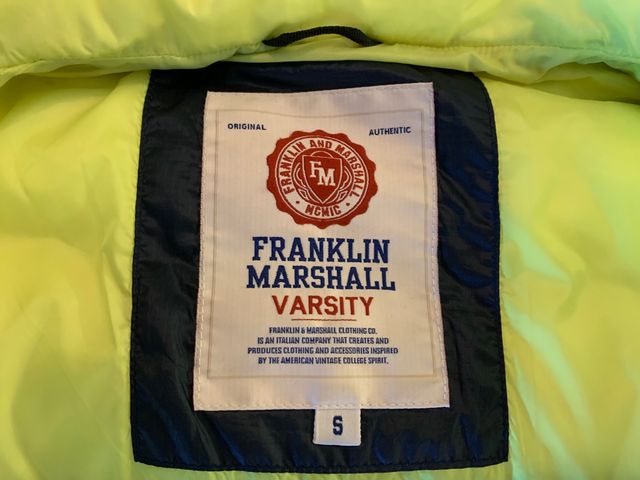 ORIGINAL AUTHENTIC
FRANKLIN AND MARSHALL
FM
MCMIC
FRANKLIN
MARSHALL
VARSITY
FRANKLIN & MARSHALL CLOTHING CO.
IS AN ITALIAN COMPANY THAT CREATES AND
PRODUCES CLOTHING AND ACCESSORIES INSPIRED
BY THE AMERICAN VINTAGE COLLEGE SPIRIT.
S